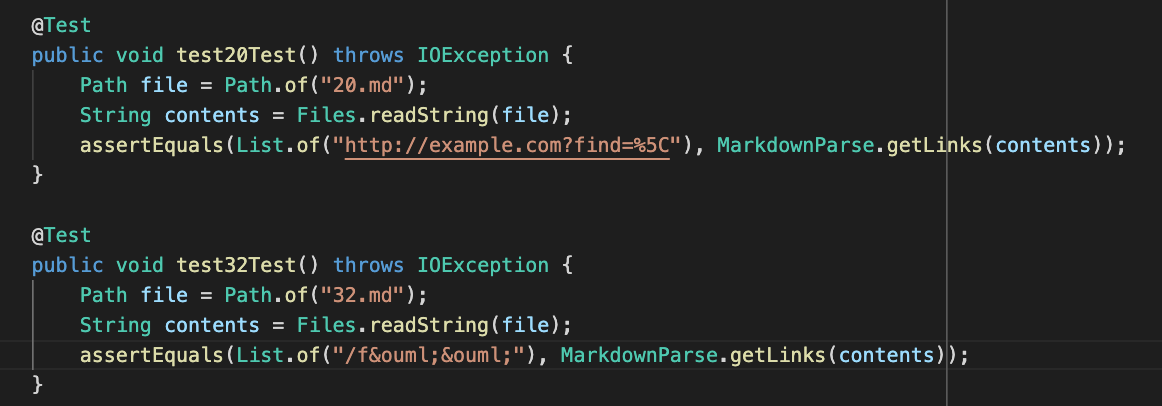 @Test
public void test20Test() throws IOException {
    Path file = Path.of("20.md");
    String contents = Files.readString(file);
    assertEquals(List.of("http://example.com?find=%5C"), MarkdownParse.getLinks(contents));
}

@Test
public void test32Test() throws IOException {
    Path file = Path.of("32.md");
    String contents = Files.readString(file);
    assertEquals(List.of("/f&ouml;&ouml;"), MarkdownParse.getLinks(contents));
}